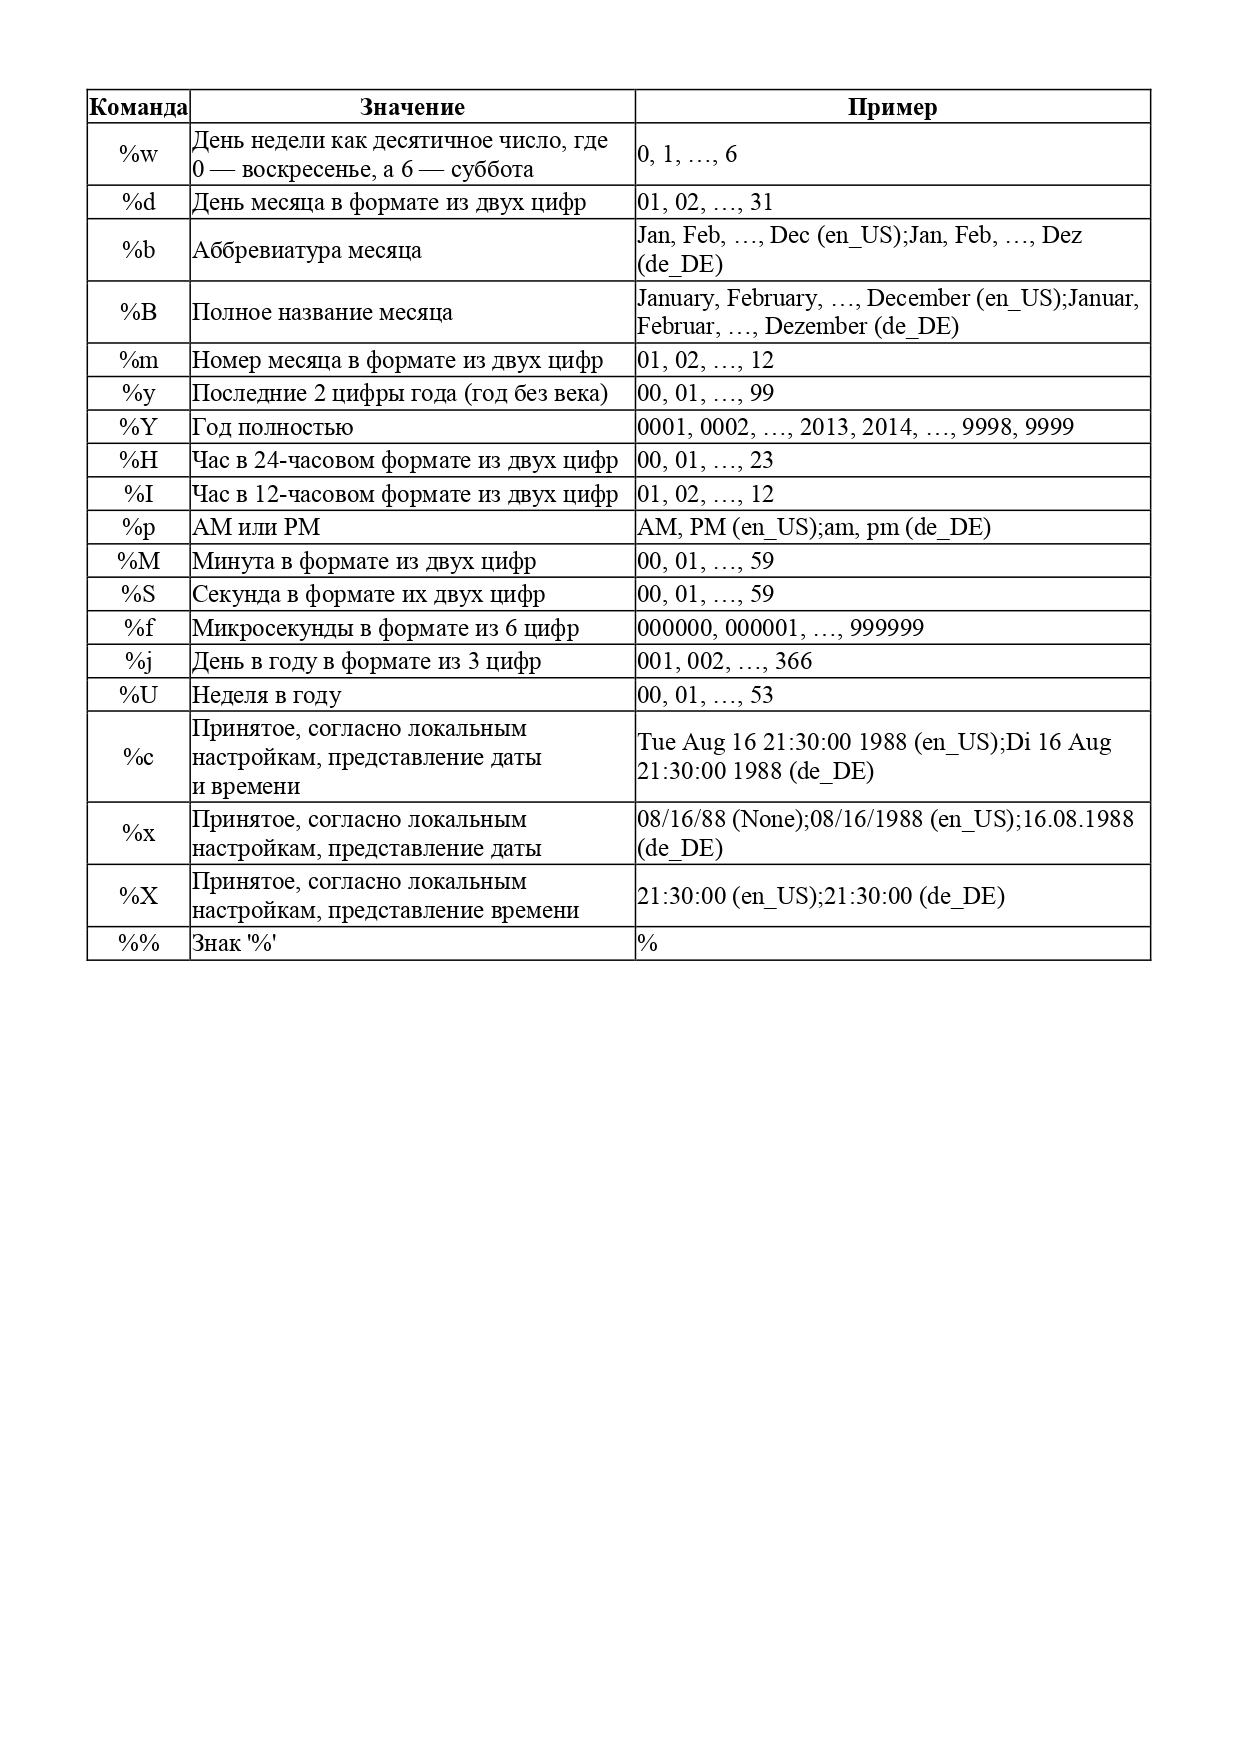 Команда Значение Пример
%w День недели как десятичное число, где
0 — воскресенье, а 6 — суббота 0, 1, …, 6
%d День месяца в формате из двух цифр 01, 02, …, 31
%b Аббревиатура месяца Jan, Feb, …, Dec (en_US);Jan, Feb, …, Dez
(de_DE)
%B Полное название месяца January, February, …, December (en_US);Januar,
Februar, …, Dezember (de_DE)
%m Номер месяца в формате из двух цифр 01, 02, …, 12
%y Последние 2 цифры года (год без века) 00, 01, …, 99
%Y Год полностью 0001, 0002, …, 2013, 2014, …, 9998, 9999
%H Час в 24-часовом формате из двух цифр 00, 01, …, 23
%I Час в 12-часовом формате из двух цифр 01, 02, …, 12
%p AM или PM AM, PM (en_US);am, pm (de_DE)
%M Минута в формате из двух цифр 00, 01, …, 59
%S Секунда в формате их двух цифр 00, 01, …, 59
%f Микросекунды в формате из 6 цифр 000000, 000001, …, 999999
%j День в году в формате из 3 цифр 001, 002, …, 366
%U Неделя в году 00, 01, …, 53
%c Принятое, согласно локальным
настройкам, представление даты
и времени Tue Aug 16 21:30:00 1988 (en_US);Di 16 Aug
21:30:00 1988 (de_DE)
%x Принятое, согласно локальным
настройкам, представление даты 08/16/88 (None);08/16/1988 (en_US);16.08.1988
(de_DE)
%X Принятое, согласно локальным
настройкам, представление времени 21:30:00 (en_US);21:30:00 (de_DE)
%% Знак '%' %